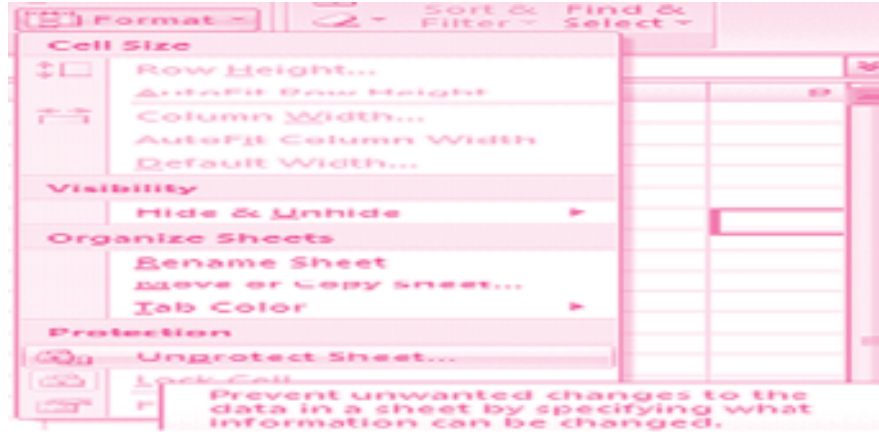 Format
Sort & Find &
Filter Select
Cell Size
Row Height...
AutoFit Row Height
Column Width...
AutoFit Column Width
Default Width...
Visibility
Hide & Unhide
Organize Sheets
Rename Sheet
Move or Copy Sheet...
Tab Color
Protection
Unprotect Sheet...
Lock Cell
Prevent unwanted changes to the
data in a sheet by specifying what
information can be changed.